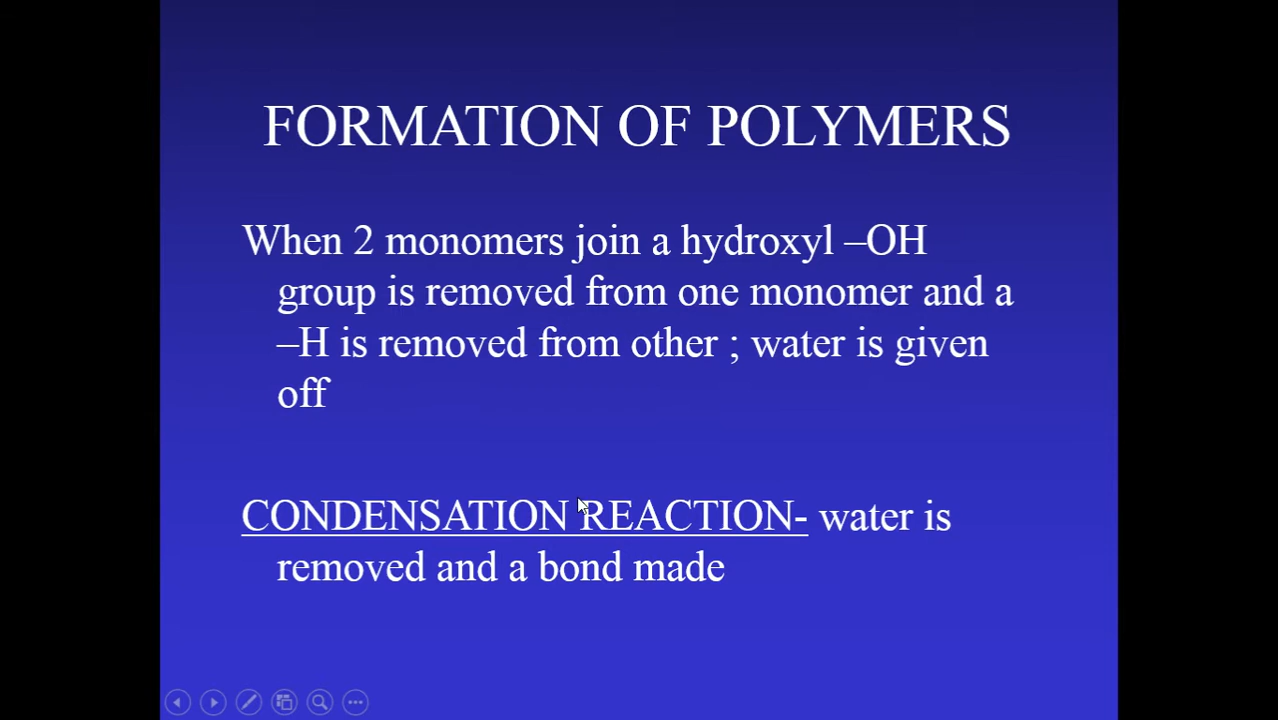 FORMATION OF POLYMERS
When 2 monomers join a hydroxyl –OH
group is removed from one monomer and a
–H is removed from other ; water is given
off
CONDENSATION REACTION- water is
removed and a bond made